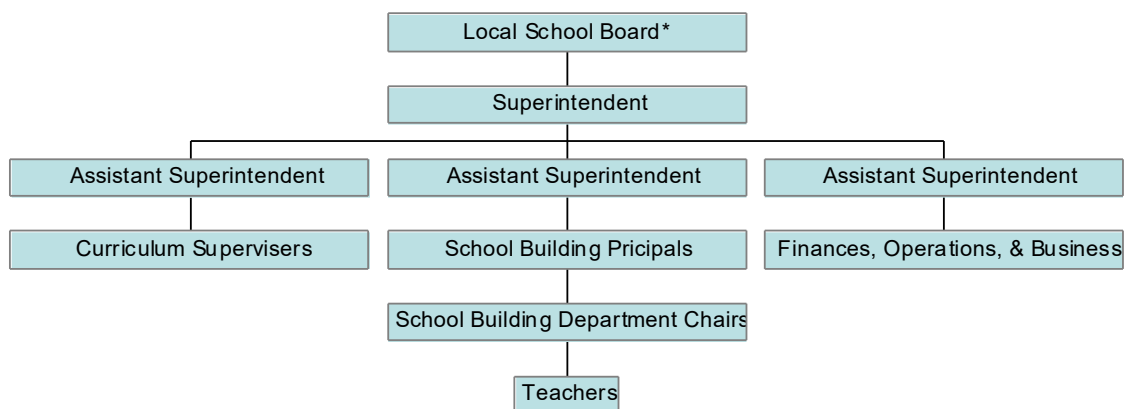 Local School Board*
Superintendent
Assistant Superintendent
Assistant Superintendent
Assistant Superintendent
Curriculum Supervisers
School Building Pricipals
Finances, Operations, & Business
School Building Department Chairs
Teachers